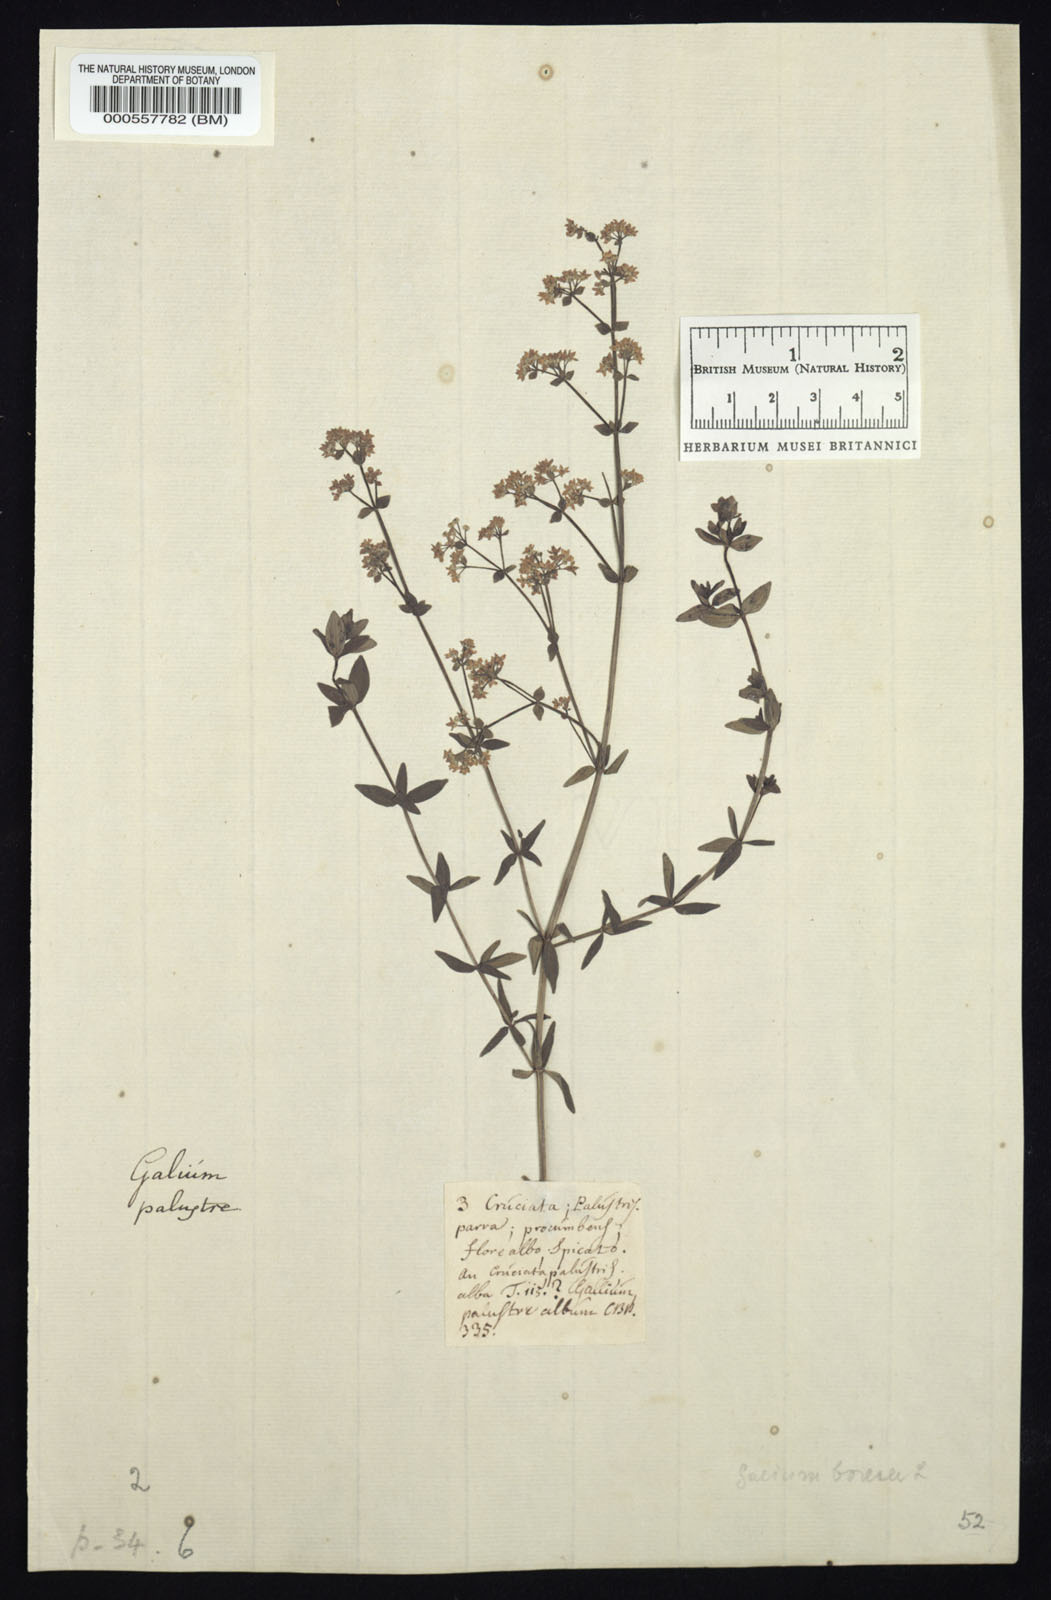 THE NATURAL HISTORY MUSEUM, LONDON
DEPARTMENT OF BOTANY
000557782 (BM)
1 2
BRITISH MUSEUM (NATURAL HISTORY)
1 2 3 4 5
HERBARIUM MUSEI BRITANNICI
Galium
palustre
3 Cruciata; Palustris.
parva; procumbens;
flore albo, Spicato.
an Cruciata palustris
alba T. 115.? Gallium
palustre album CBP.
335.
Galium boreale L
2
p-34. 6
52